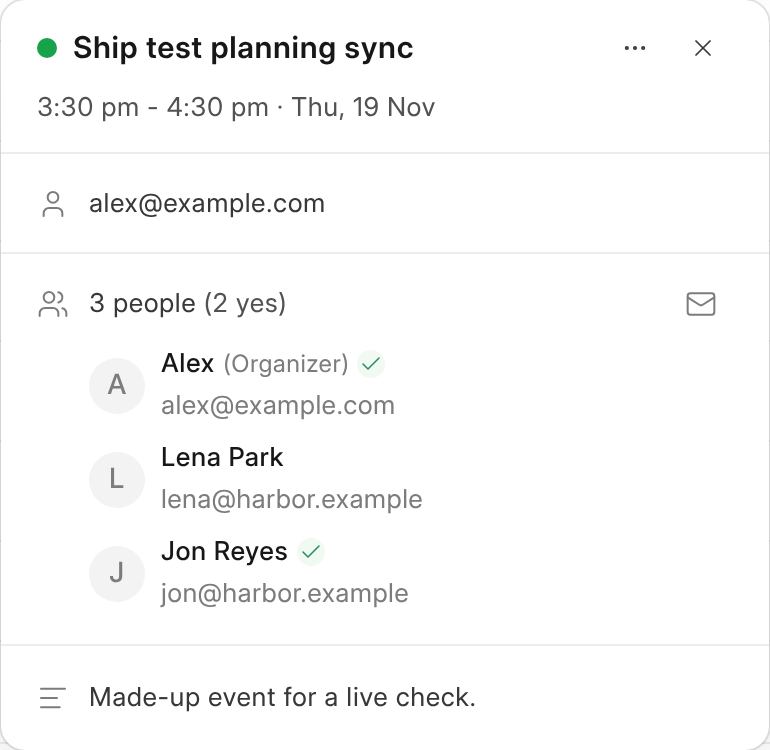 Ship test planning sync
3:30 pm - 4:30 pm · Thu, 19 Nov
alex@example.com
3 people (2 yes)
A
Alex (Organizer)
alex@example.com
L
Lena Park
lena@harbor.example
J
Jon Reyes
jon@harbor.example
Made-up event for a live check.